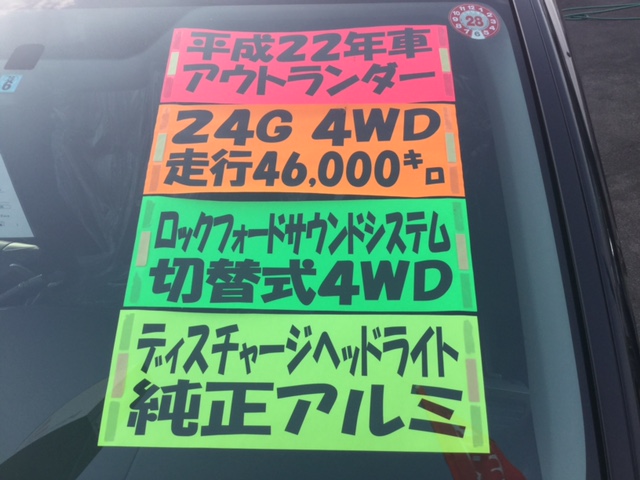 平成22年車
アウトランダー
24G 4WD
走行46,000㌔
ロックフォードサウンドシステム
切替式4WD
ディスチャージヘッドライト
純正アルミ
28